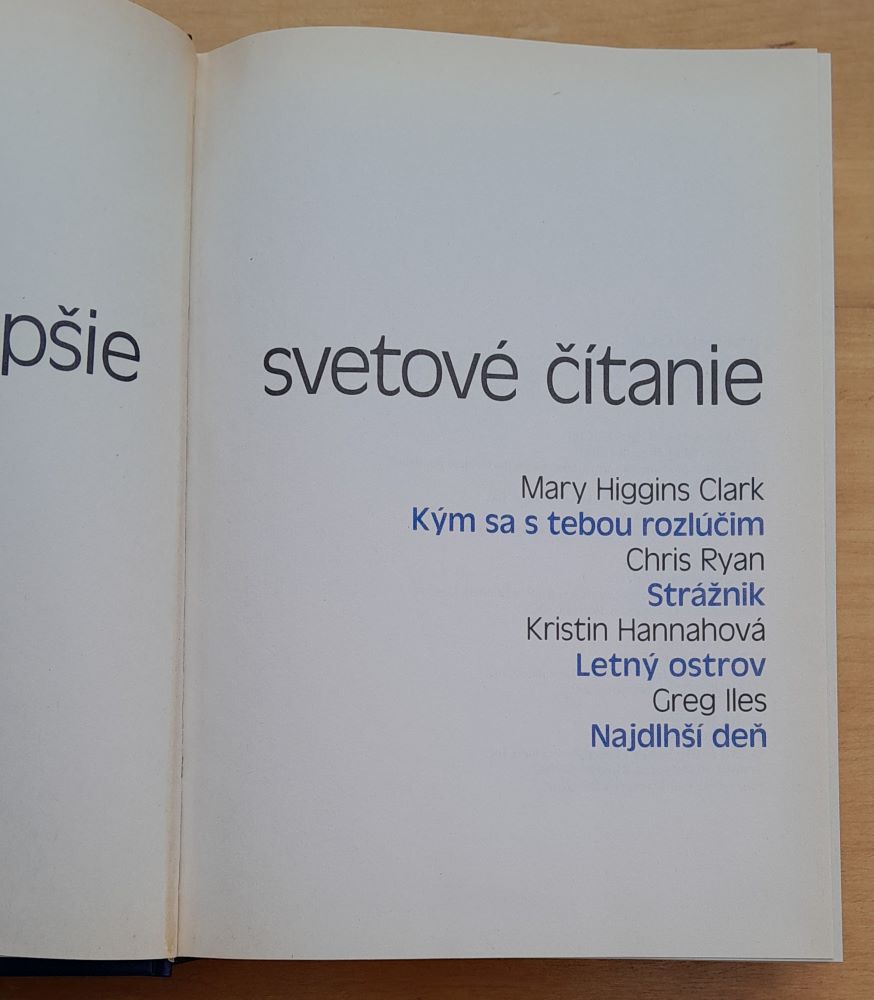 pšie
svetové čítanie
Mary Higgins Clark
Kým sa s tebou rozlúčim
Chris Ryan
Strážnik
Kristin Hannahová
Letný ostrov
Greg Iles
Najdlhší deň